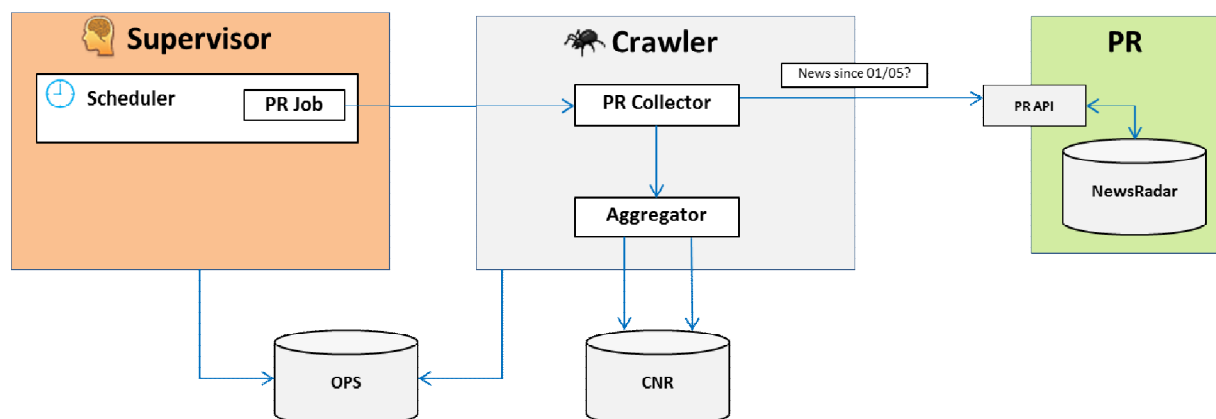 Supervisor
Scheduler
PR Job
Crawler
PR Collector
Aggregator
News since 01/05?
PR
PR API
NewsRadar
OPS
CNR